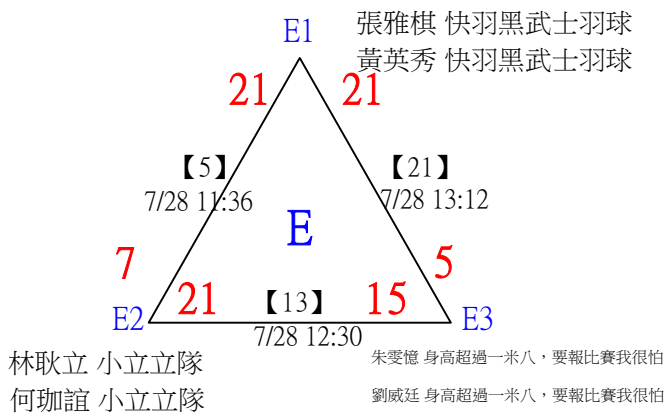 E1
張雅棋 快羽黑武士羽球
黃英秀 快羽黑武士羽球
21
21
【5】
7/28 11:36
【21】
7/28 13:12
E
7
5
21
【13】
15
E2
7/28 12:30
E3
林耿立 小立立隊
何珈誼 小立立隊
朱雯憶 身高超過一米八，要報比賽我很怕
劉威廷 身高超過一米八，要報比賽我很怕